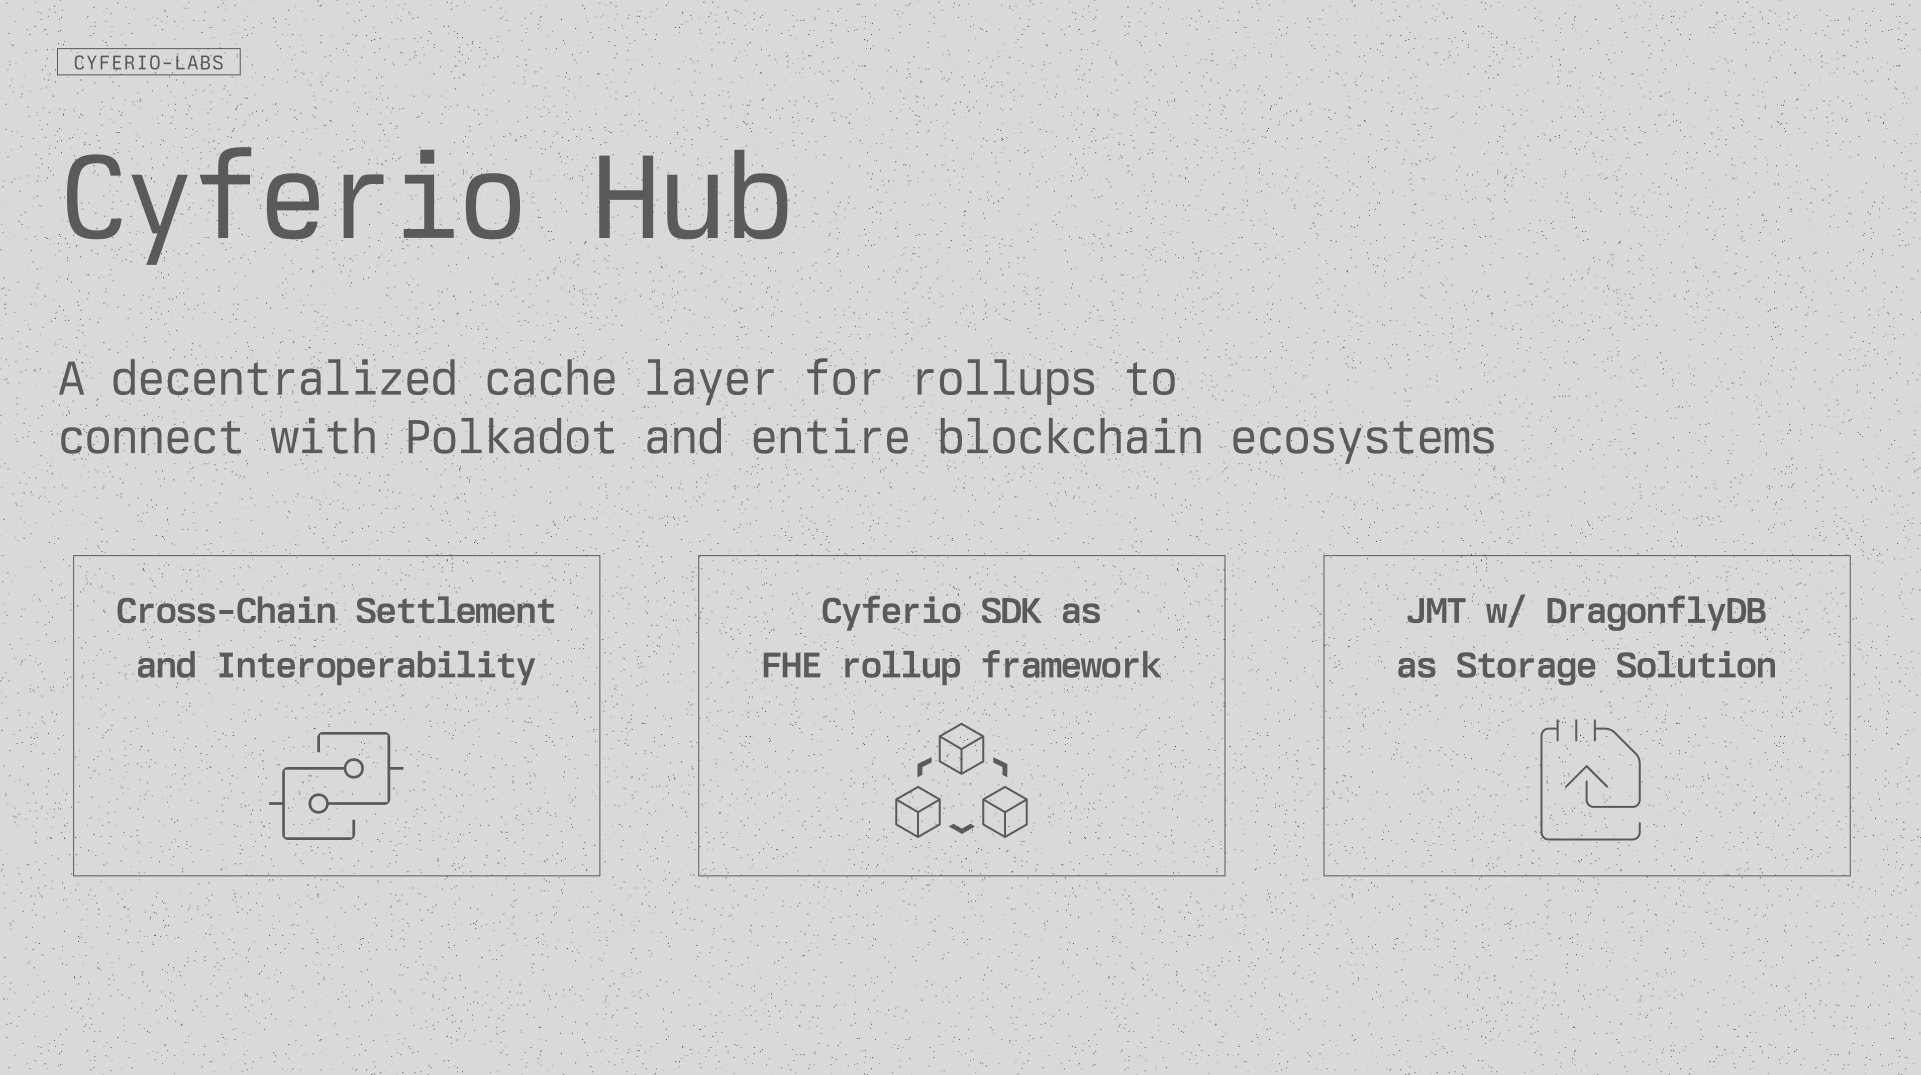 CYFERIO-LABS
Cyferio Hub
A decentralized cache layer for rollups to
connect with Polkadot and entire blockchain ecosystems
Cross-Chain Settlement
and Interoperability
Cyferio SDK as
FHE rollup framework
JMT w/ DragonflyDB
as Storage Solution